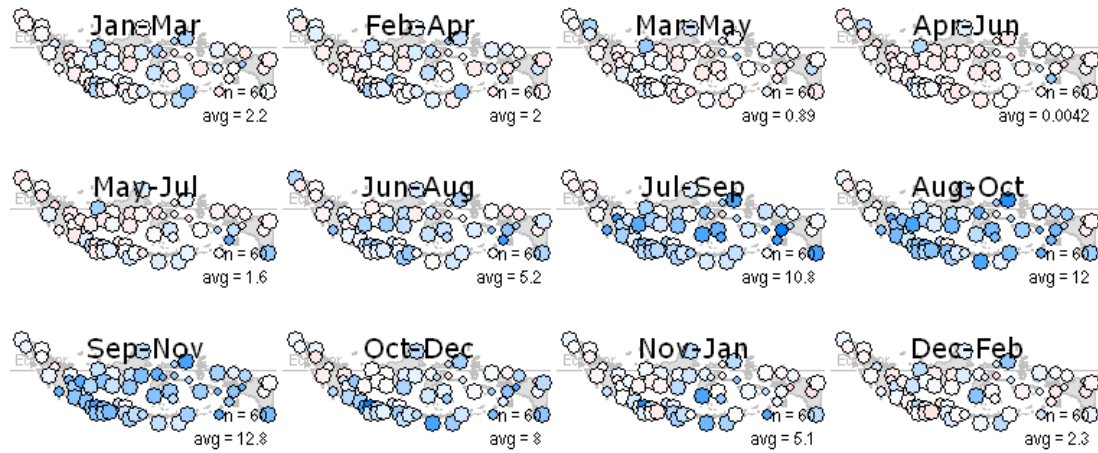 Jan-Mar
n = 60
avg = 2.2
Feb-Apr
n = 60
avg = 2
Mar-May
n = 60
avg = 0.89
Apr-Jun
n = 60
avg = 0.0042
May-Jul
n = 60
avg = 1.6
Jun-Aug
n = 60
avg = 5.2
Jul-Sep
n = 60
avg = 10.8
Aug-Oct
n = 60
avg = 12
Sep-Nov
n = 60
avg = 12.8
Oct-Dec
n = 60
avg = 8
Nov-Jan
n = 60
avg = 5.1
Dec-Feb
n = 60
avg = 2.3